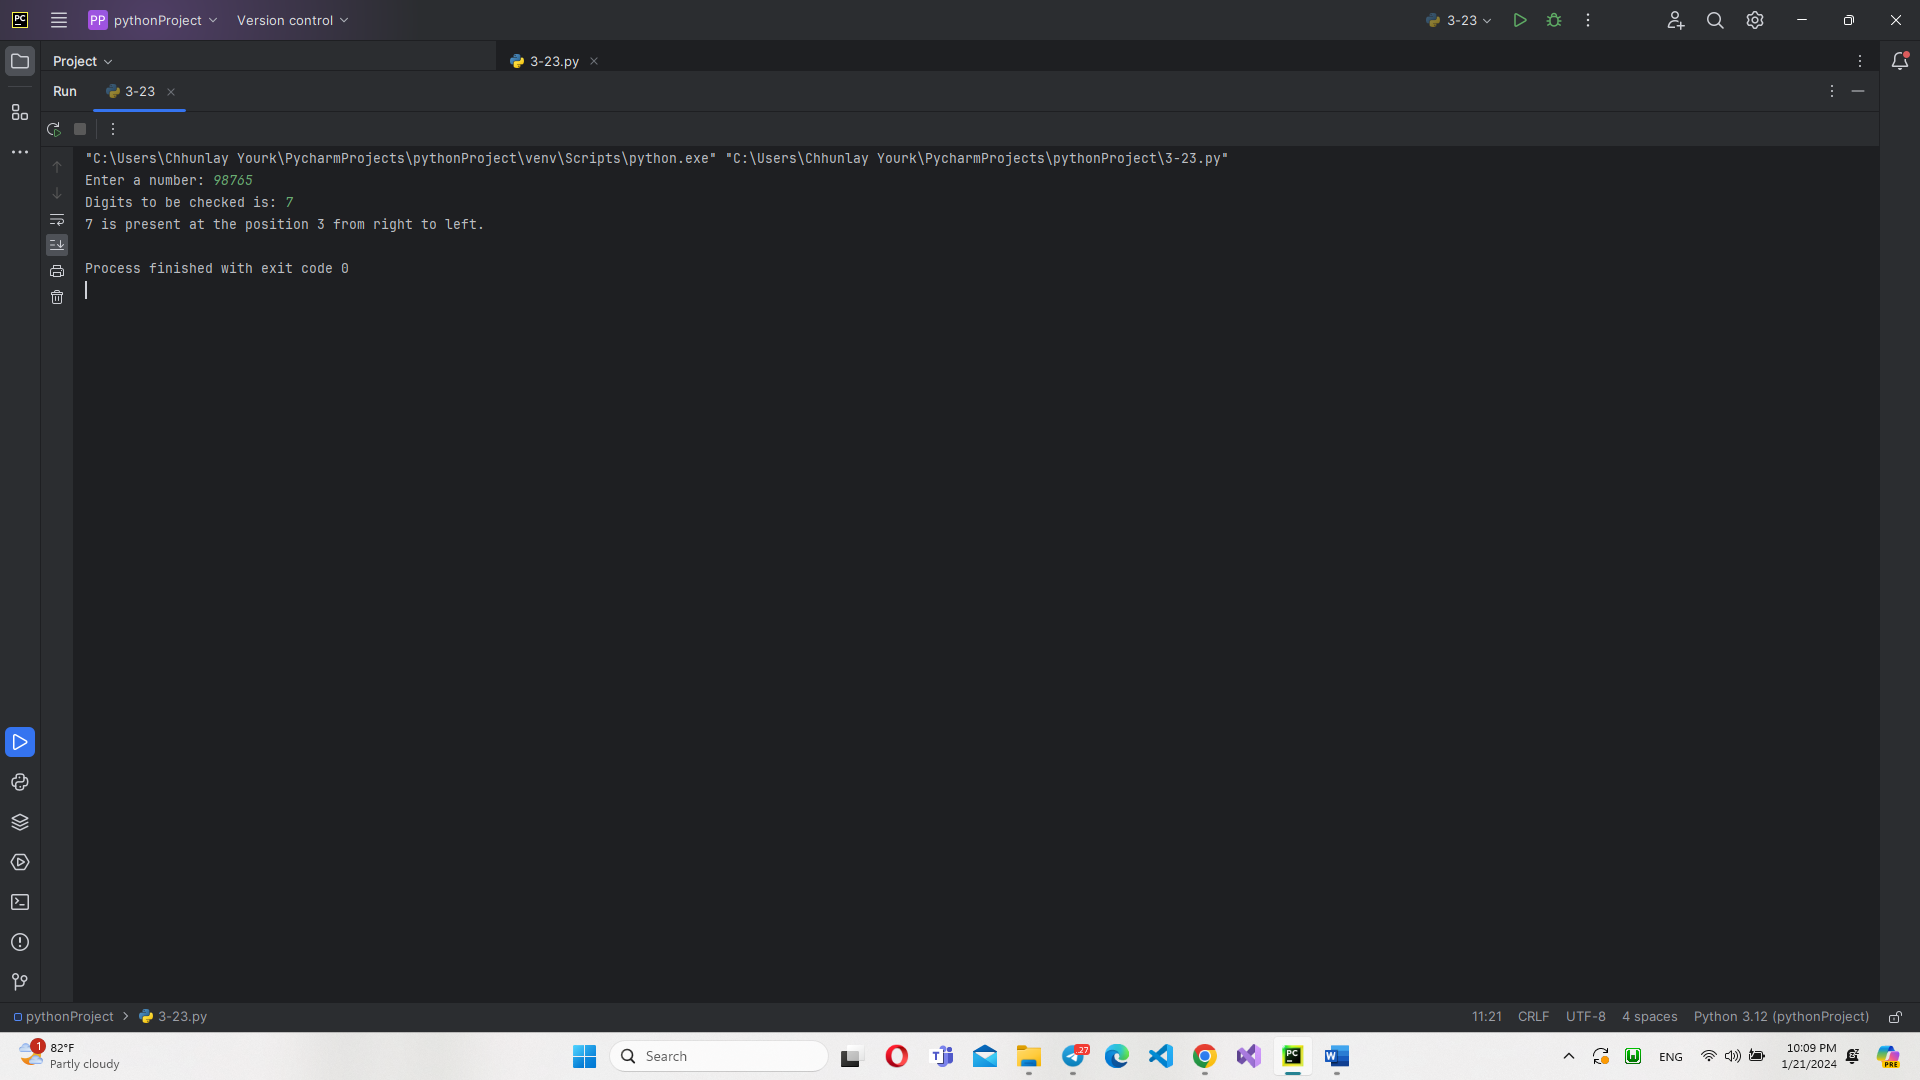 PC PP pythonProject Version control 3-23
Project 3-23.py
Run 3-23
"C:\Users\Chhunlay Yourk\PycharmProjects\pythonProject\venv\Scripts\python.exe" "C:\Users\Chhunlay Yourk\PycharmProjects\pythonProject\3-23.py"
Enter a number: 98765
Digits to be checked is: 7
7 is present at the position 3 from right to left.
Process finished with exit code 0
pythonProject > 3-23.py 11:21 CRLF UTF-8 4 spaces Python 3.12 (pythonProject)
1 82°F
Partly cloudy
Search
27
PC
ENG
10:09 PM
1/21/2024
PRE